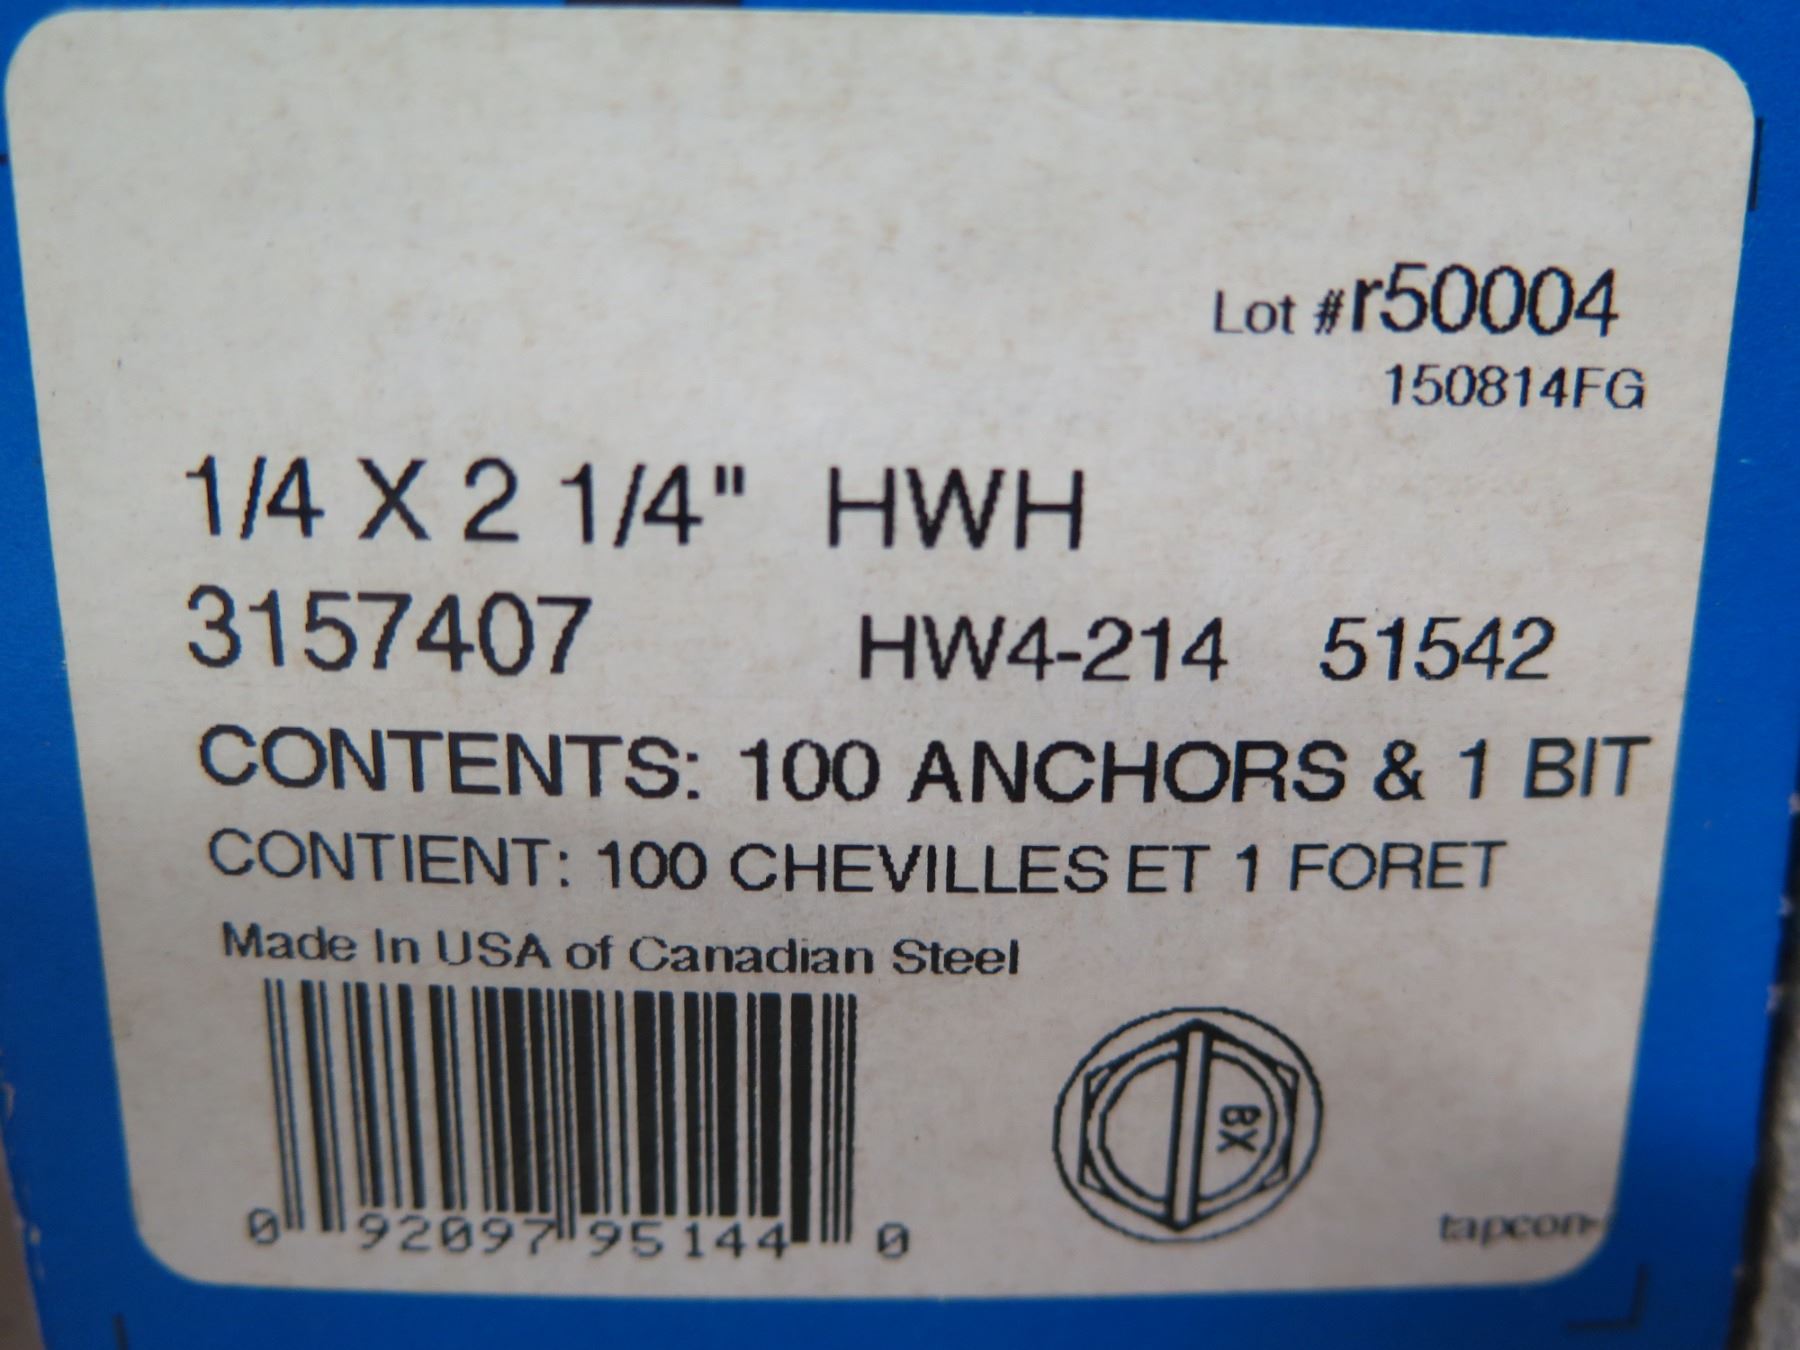 Lot #r50004
150814FG
1/4 X 2 1/4" HWH
3157407 HW4-214 51542
CONTENTS: 100 ANCHORS & 1 BIT
CONTIENT: 100 CHEVILLES ET 1 FORET
Made In USA of Canadian Steel
BX
0 92097 95144 0
tapcon